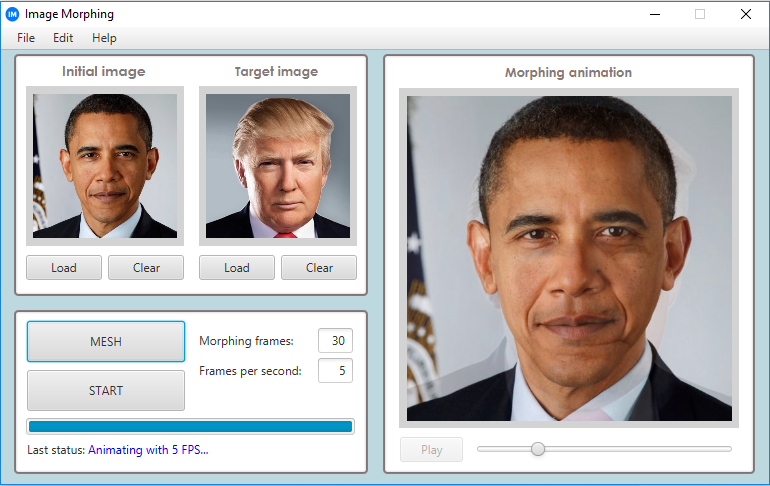 IM Image Morphing
File Edit Help
Initial image
Target image
Load Clear
Load Clear
MESH
START
Morphing frames: 30
Frames per second: 5
Last status: Animating with 5 FPS...
Morphing animation
Play